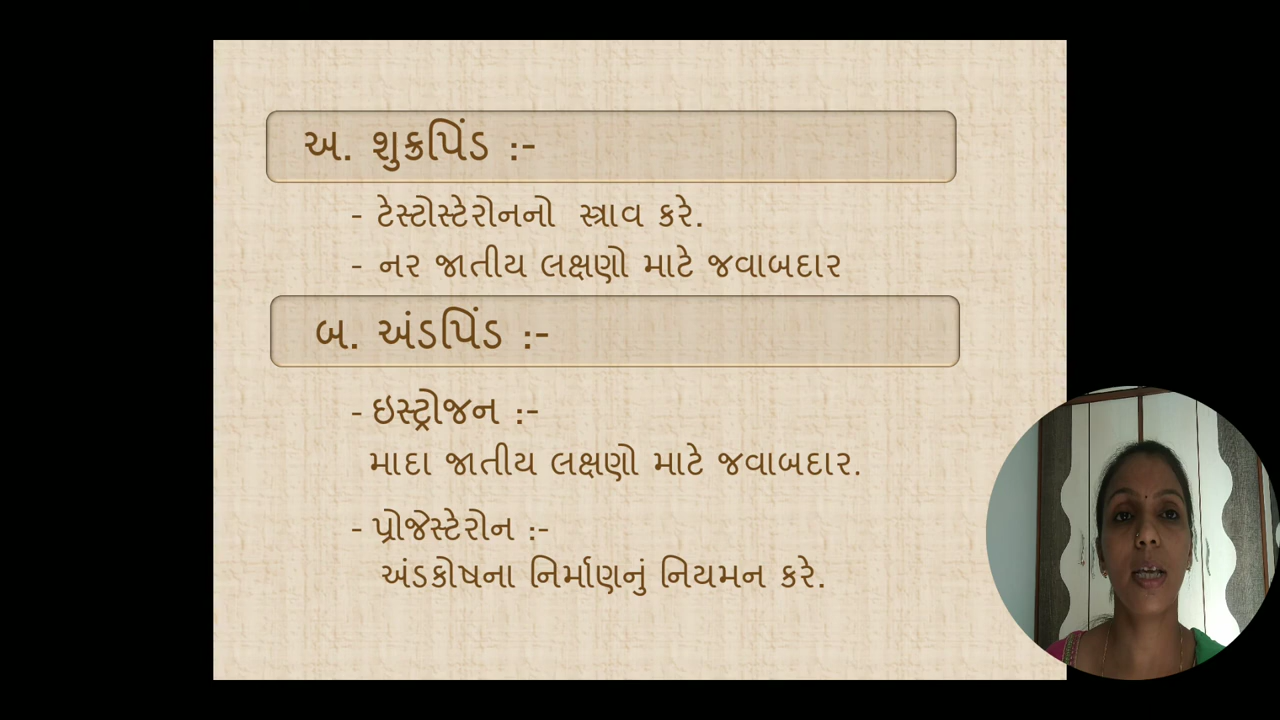 અ. શુક્રપિંડ :-
- ટેસ્ટોસ્ટેરોનનો સ્ત્રાવ કરે.
- નર જાતીય લક્ષણો માટે જવાબદાર
બ. અંડપિંડ :-
- ઇસ્ટ્રોજન :-
માદા જાતીય લક્ષણો માટે જવાબદાર.
- પ્રોજેસ્ટેરોન :-
અંડકોષના નિર્માણનું નિયમન કરે.